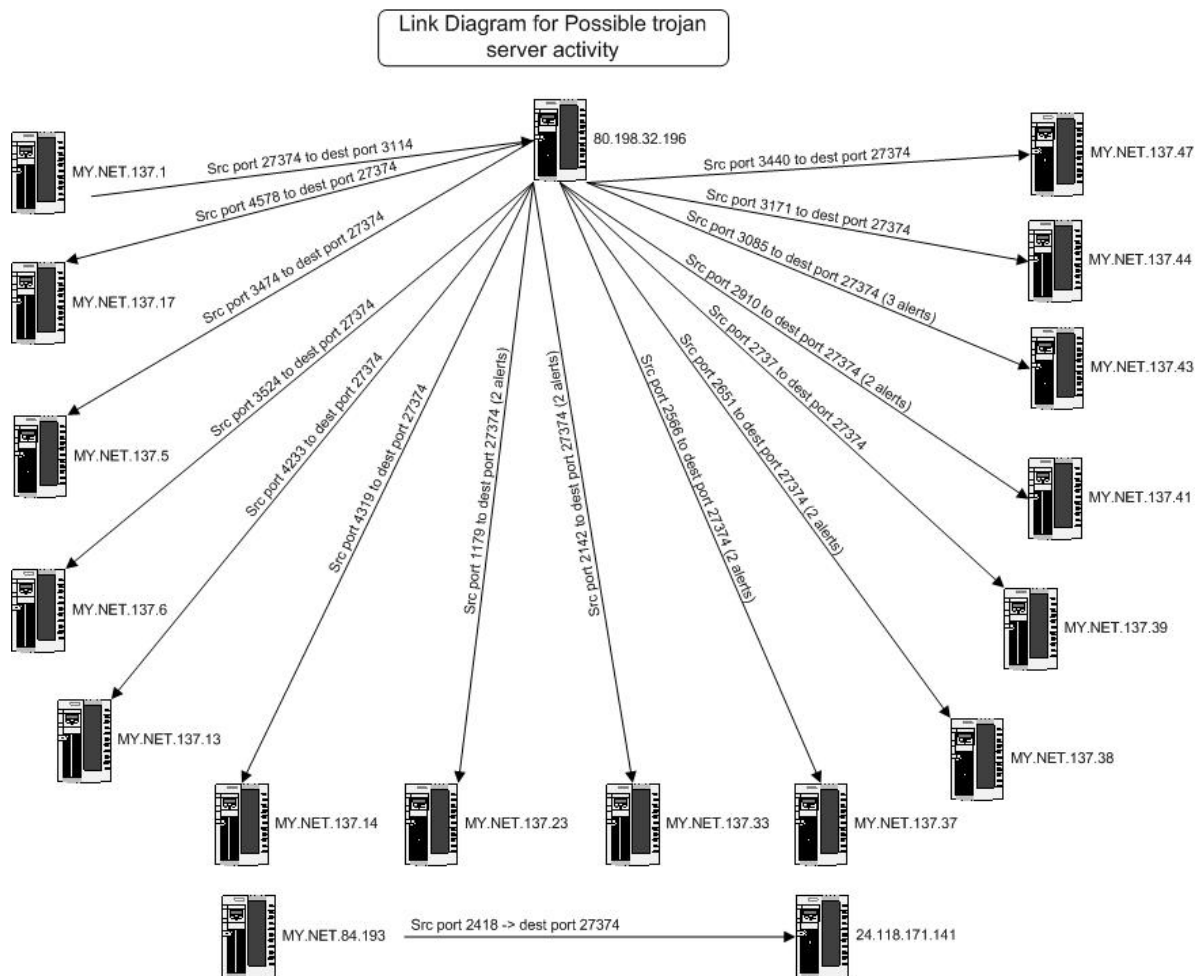 Link Diagram for Possible trojan
server activity
80.198.32.196
MY.NET.137.1
Src port 27374 to dest port 3114
Src port 3440 to dest port 27374
MY.NET.137.47
MY.NET.137.17
Src port 4578 to dest port 27374
Src port 3171 to dest port 27374
MY.NET.137.44
Src port 3474 to dest port 27374
Src port 3085 to dest port 27374 (3 alerts)
MY.NET.137.43
MY.NET.137.5
Src port 3524 to dest port 27374
Src port 2910 to dest port 27374 (2 alerts)
MY.NET.137.41
MY.NET.137.6
Src port 4233 to dest port 27374
Src port 2737 to dest port 27374
MY.NET.137.39
MY.NET.137.13
Src port 4319 to dest port 27374
Src port 1179 to dest port 27374 (2 alerts)
Src port 2142 to dest port 27374 (2 alerts)
Src port 2566 to dest port 27374 (2 alerts)
Src port 2651 to dest port 27374 (2 alerts)
MY.NET.137.38
MY.NET.137.14
MY.NET.137.23
MY.NET.137.33
MY.NET.137.37
MY.NET.84.193
Src port 2418 -> dest port 27374
24.118.171.141